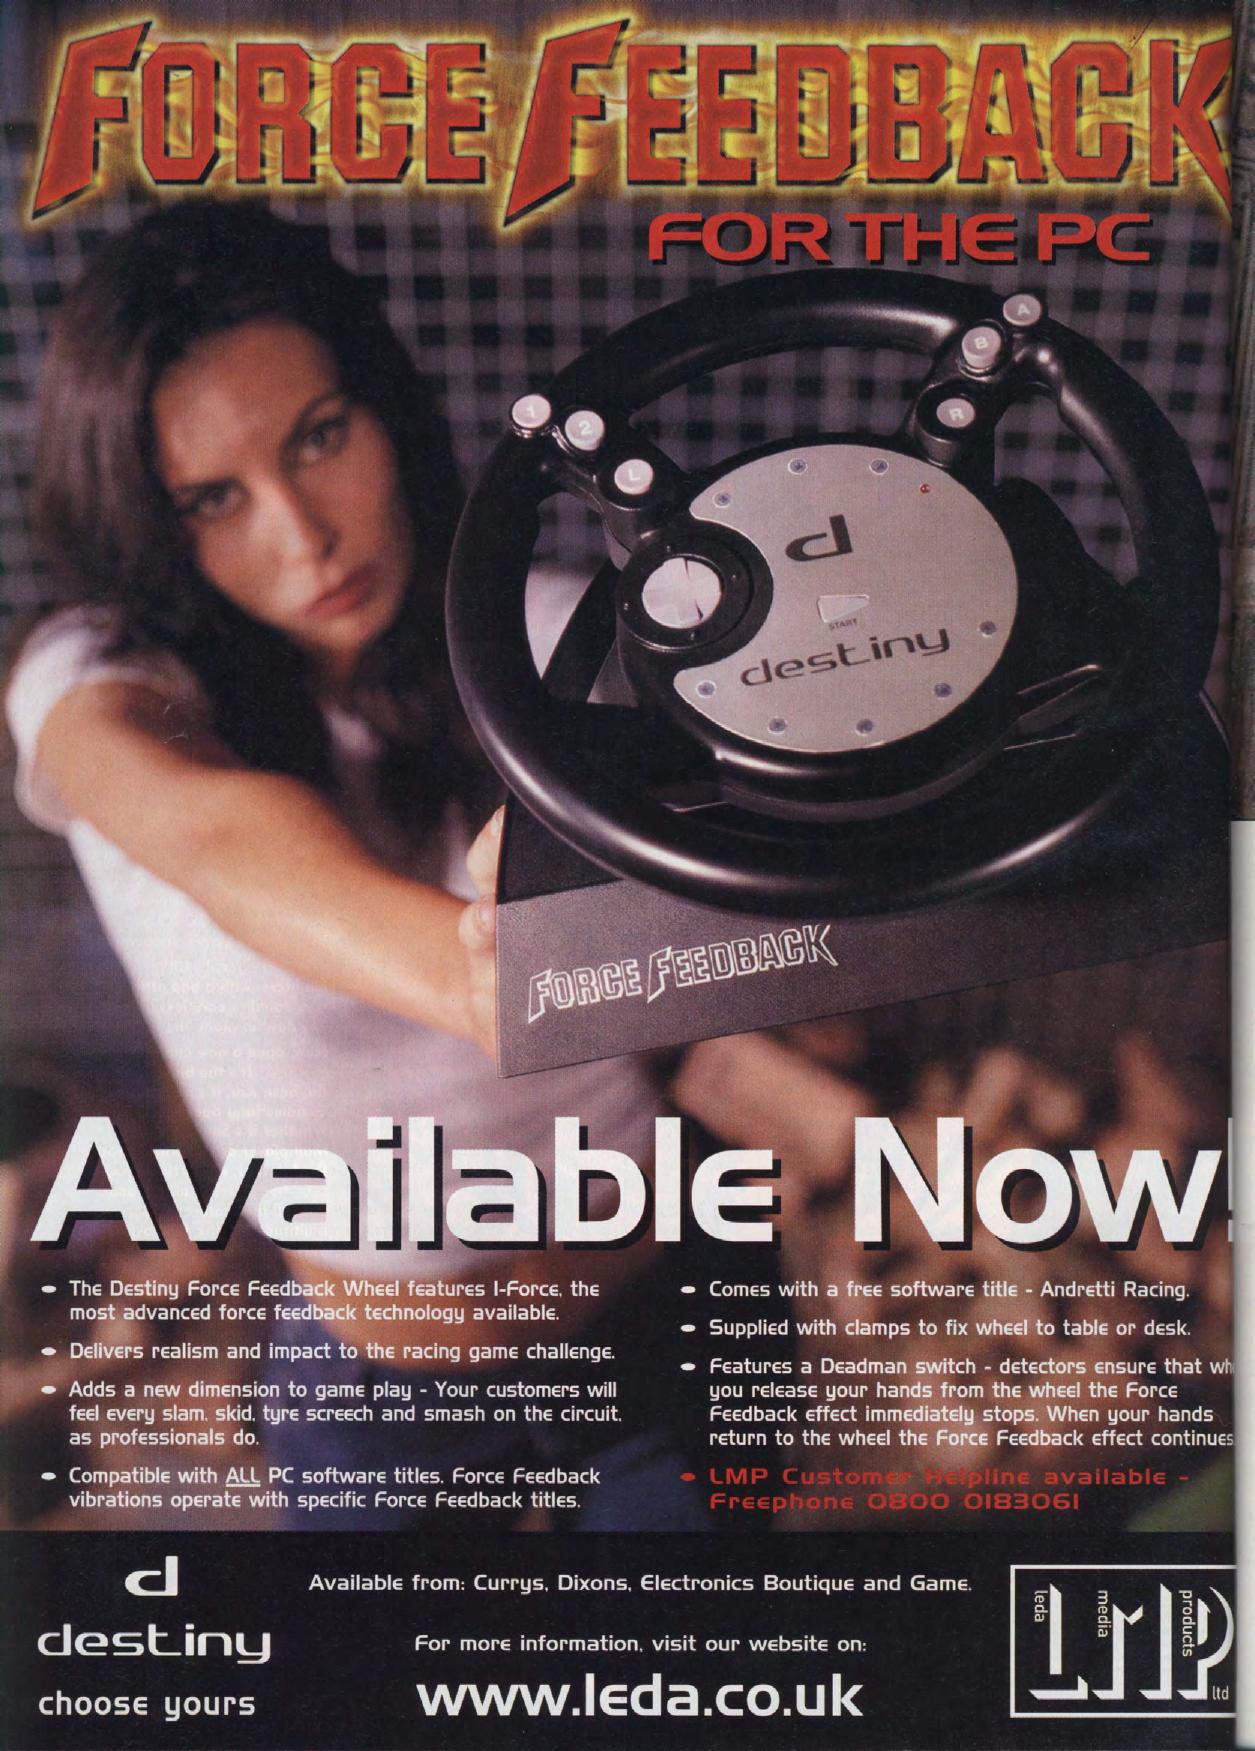 FORCE FEEDBACK
FOR THE PC
A
B
R
1
2
L
d
START
destiny
FORCE FEEDBACK
Available Now!
- The Destiny Force Feedback Wheel features I-Force, the
most advanced force feedback technology available.
- Delivers realism and impact to the racing game challenge.
- Adds a new dimension to game play - Your customers will
feel every slam, skid, tyre screech and smash on the circuit,
as professionals do.
- Compatible with ALL PC software titles. Force Feedback
vibrations operate with specific Force Feedback titles.
- Comes with a free software title - Andretti Racing.
- Supplied with clamps to fix wheel to table or desk.
- Features a Deadman switch - detectors ensure that wh
you release your hands from the wheel the Force
Feedback effect immediately stops. When your hands
return to the wheel the Force Feedback effect continues
- LMP Customer Helpline available -
Freephone 0800 0183061
d
destiny
choose yours
Available from: Currys, Dixons, Electronics Boutique and Game.
For more information, visit our website on:
www.leda.co.uk
LMP
leda
media
products
ltd